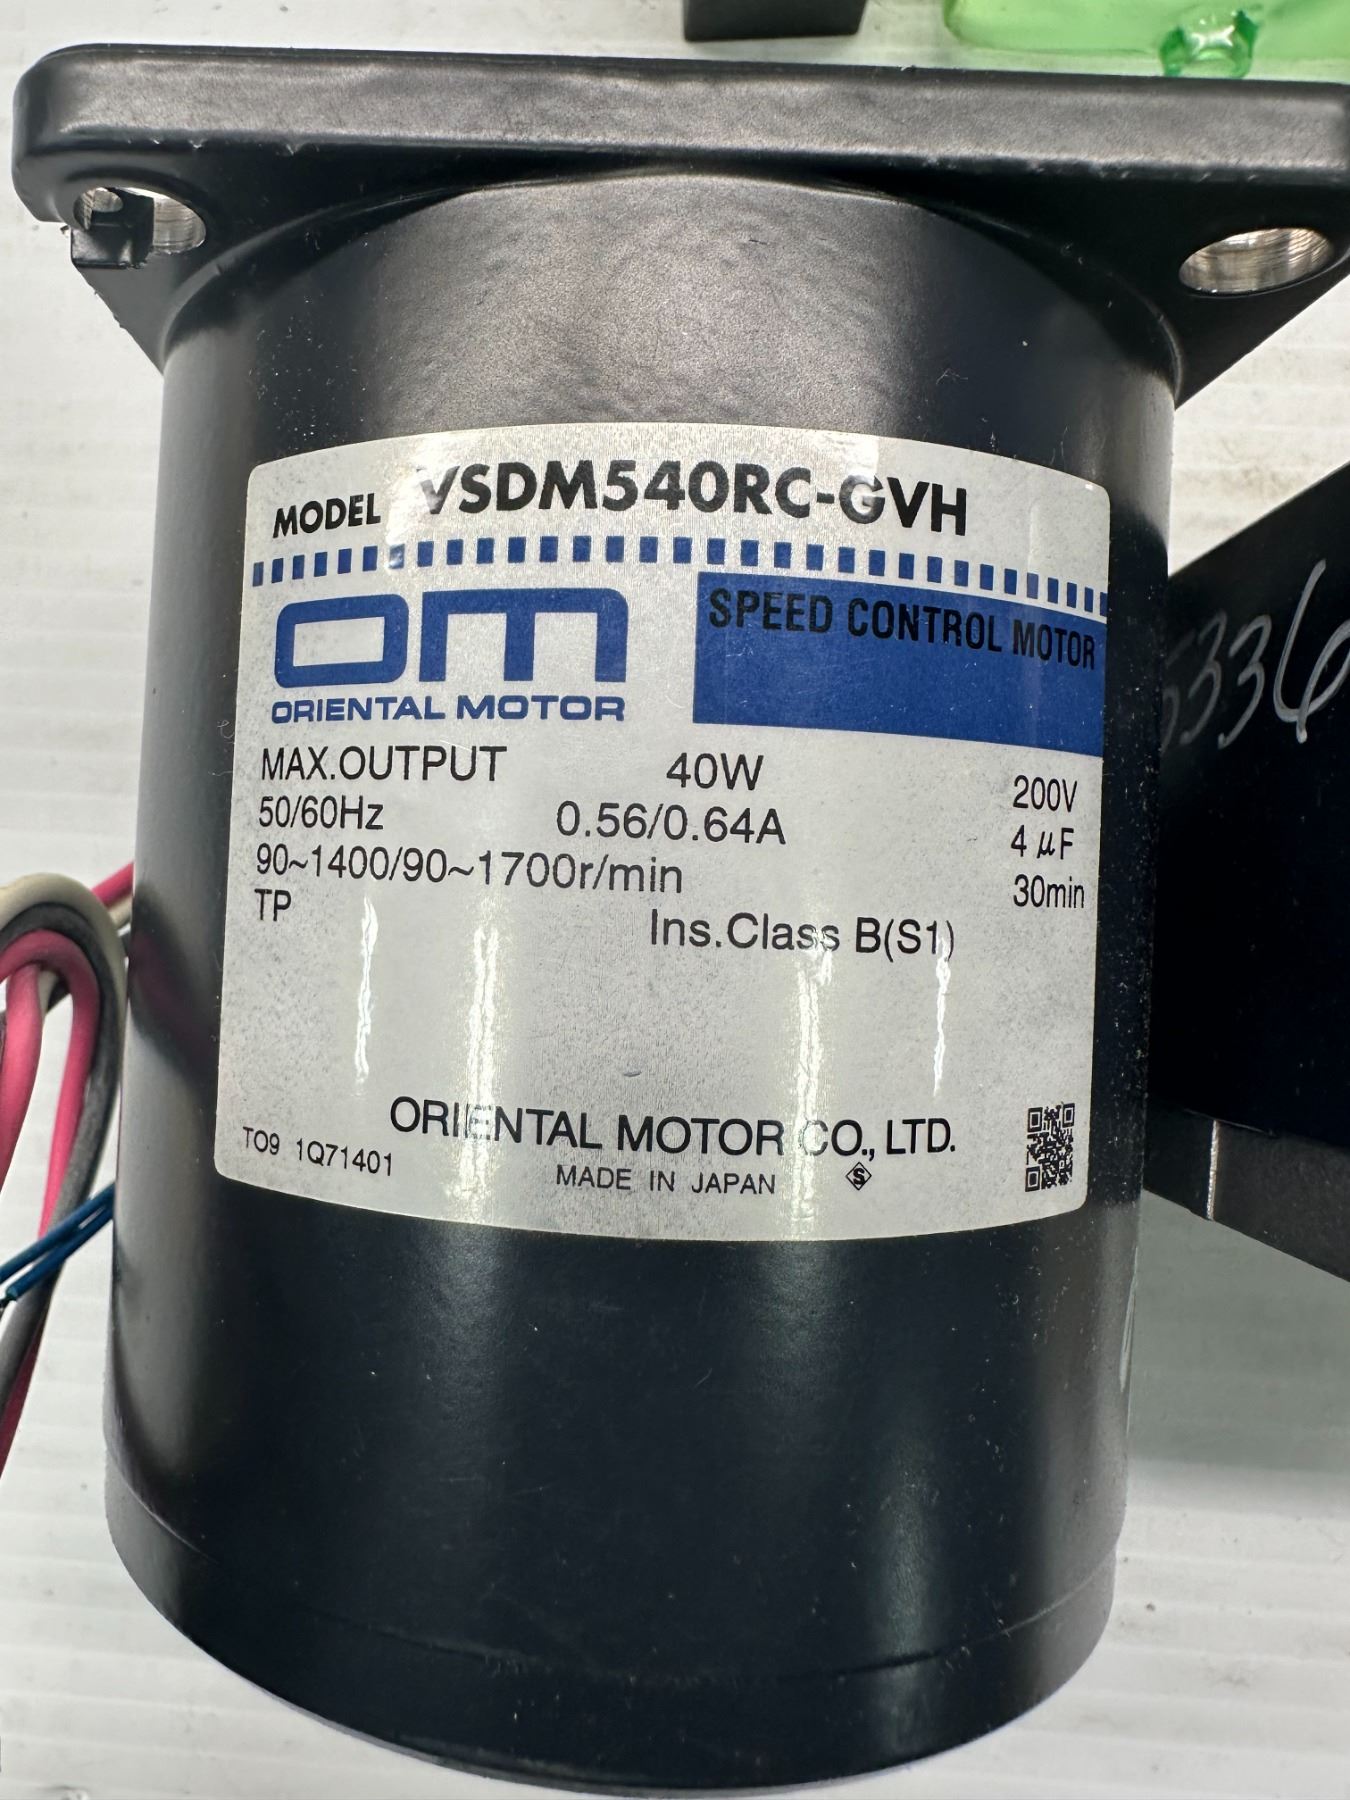 MODEL VSDM540RC-GVH
OM
ORIENTAL MOTOR
SPEED CONTROL MOTOR
MAX.OUTPUT 40W 200V
50/60Hz 0.56/0.64A 4 μF
90~1400/90~1700r/min 30min
TP Ins.Class B(S1)
ORIENTAL MOTOR CO., LTD.
TO9 1Q71401 MADE IN JAPAN S
5336